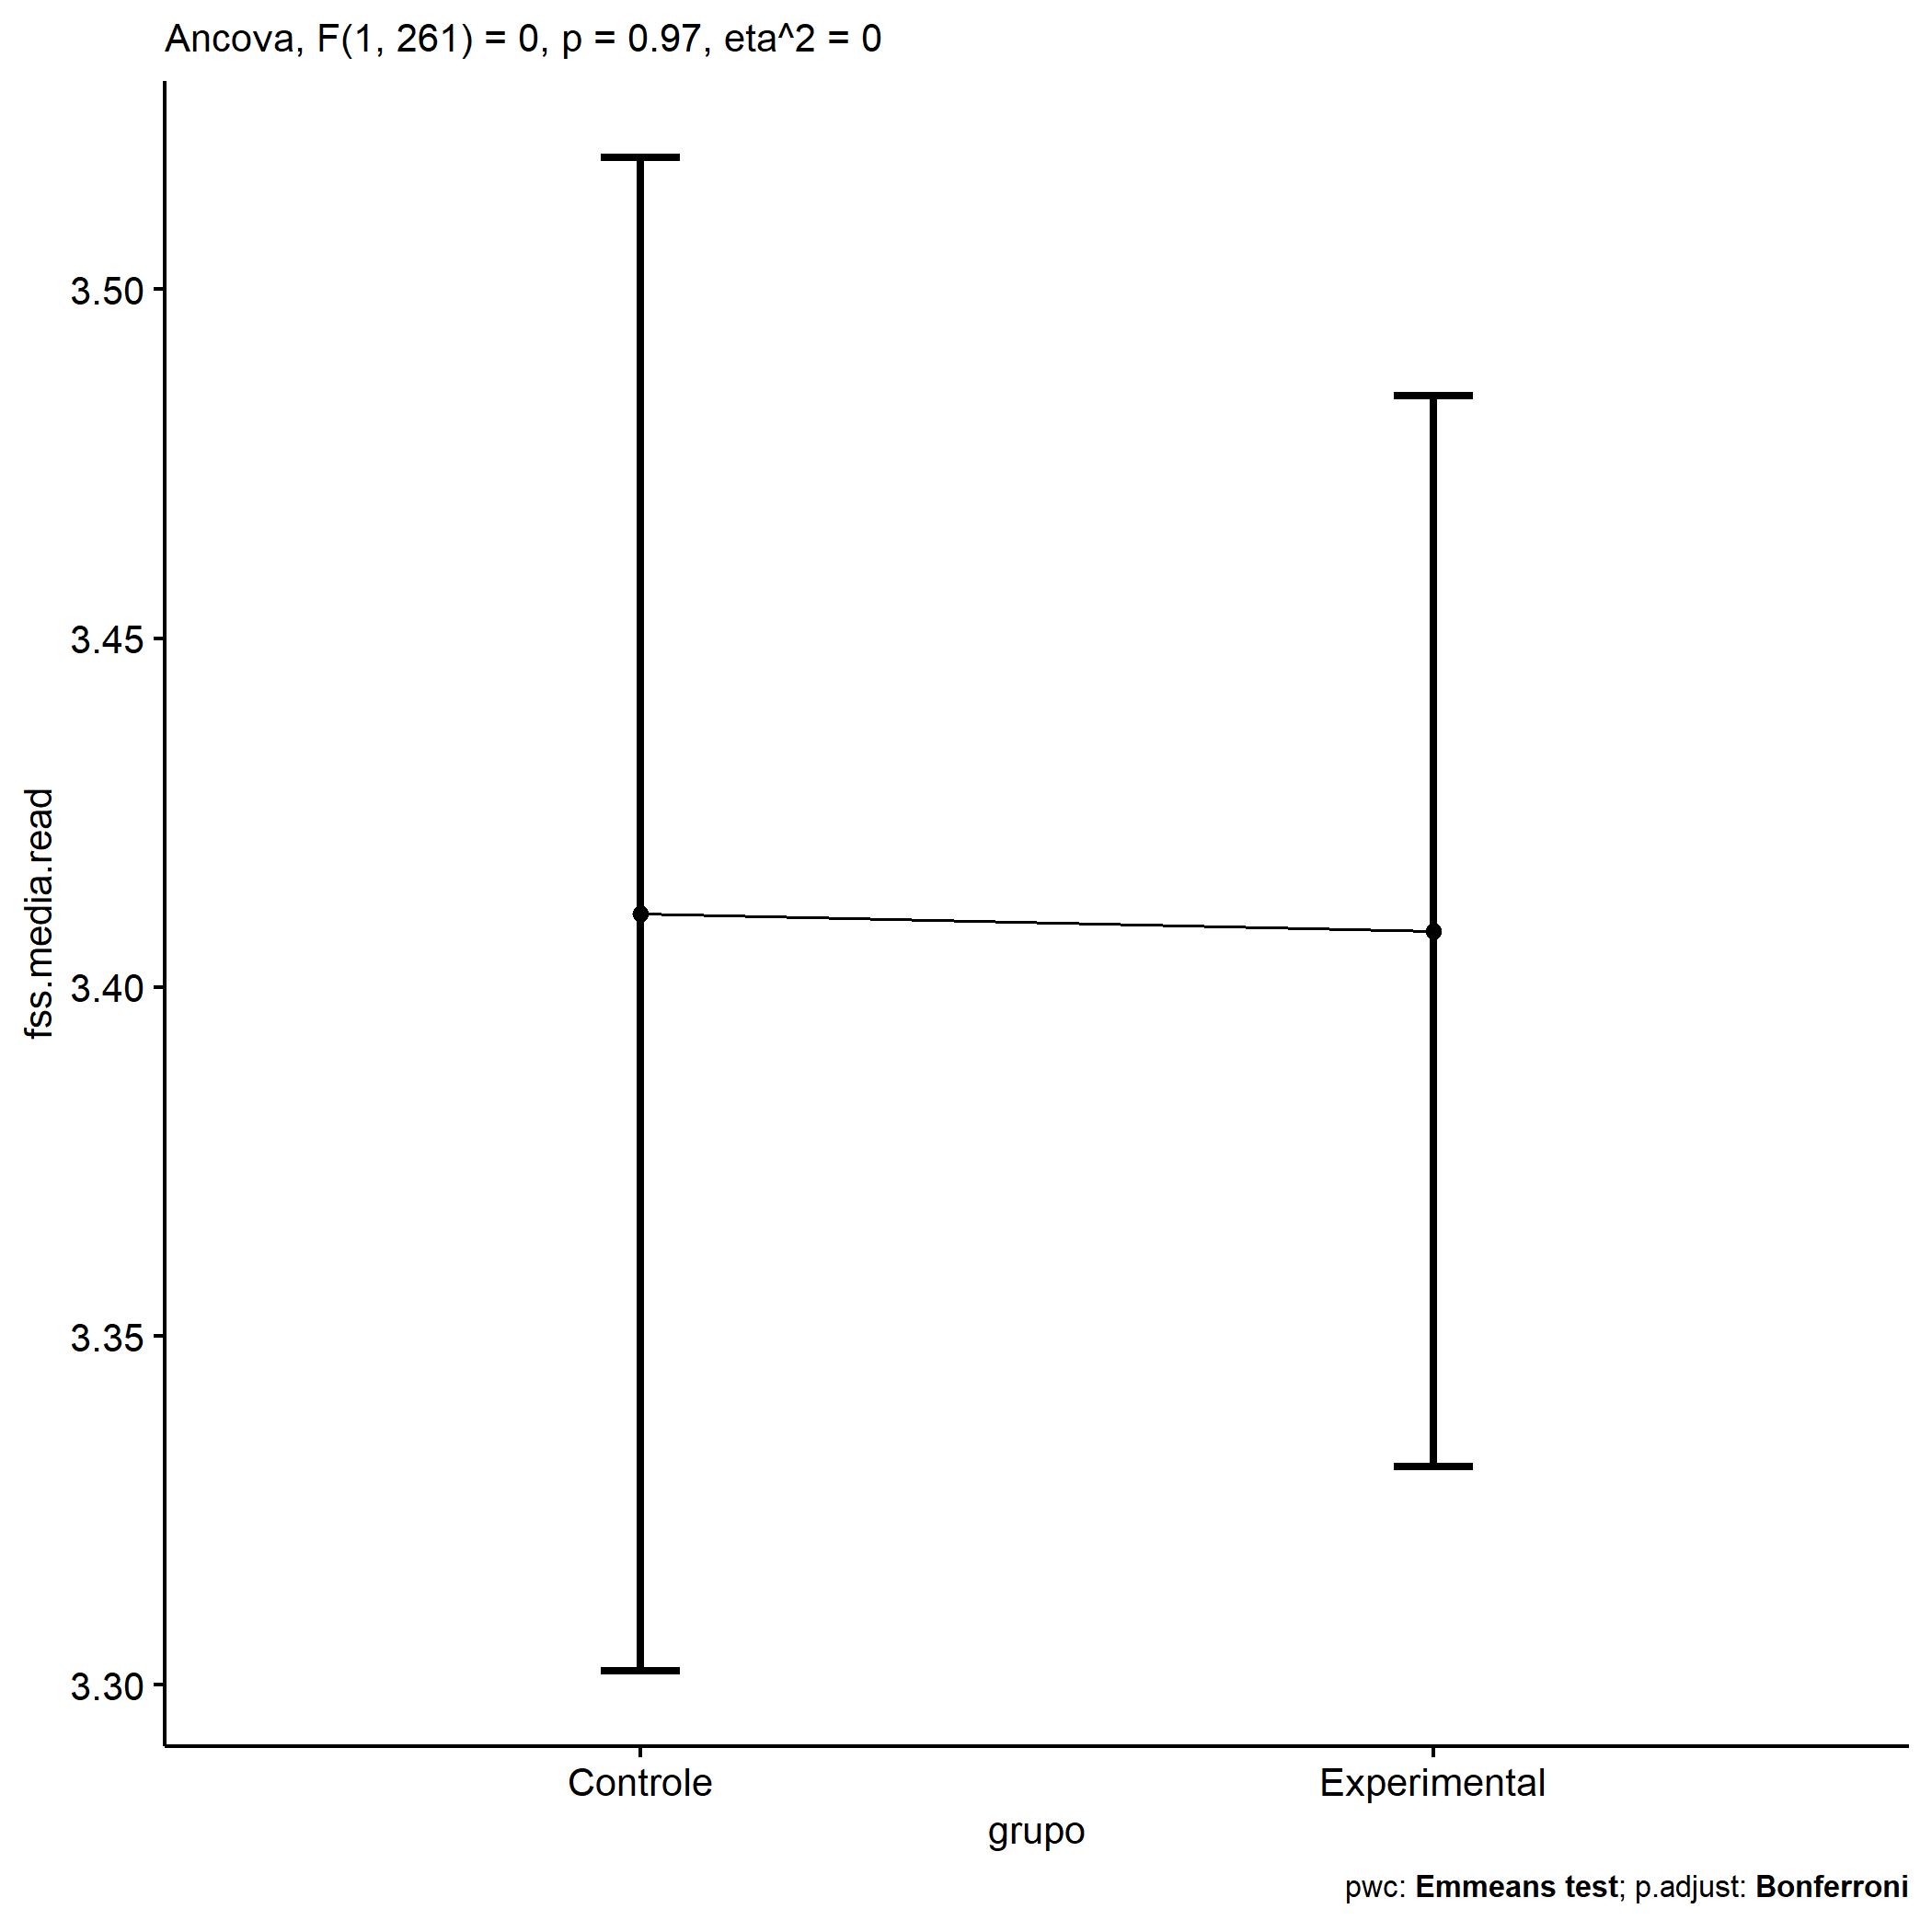 Ancova, F(1, 261) = 0, p = 0.97, eta^2 = 0
fss.media.read
3.50
3.45
3.40
3.35
3.30
Controle
Experimental
grupo
pwc: Emmeans test; p.adjust: Bonferroni